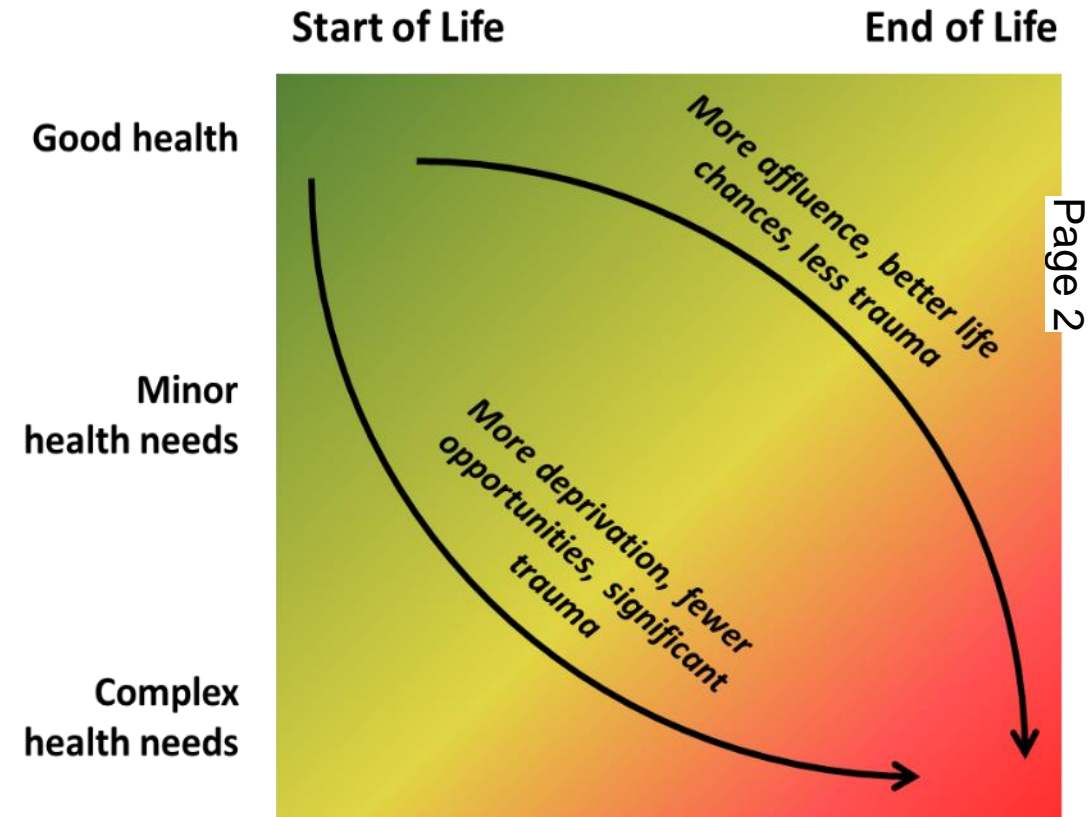 Start of Life
End of Life
Good health
Minor
health needs
Complex
health needs
More affluence, better life
chances, less trauma
More deprivation, fewer
opportunities, significant
trauma
Page 2